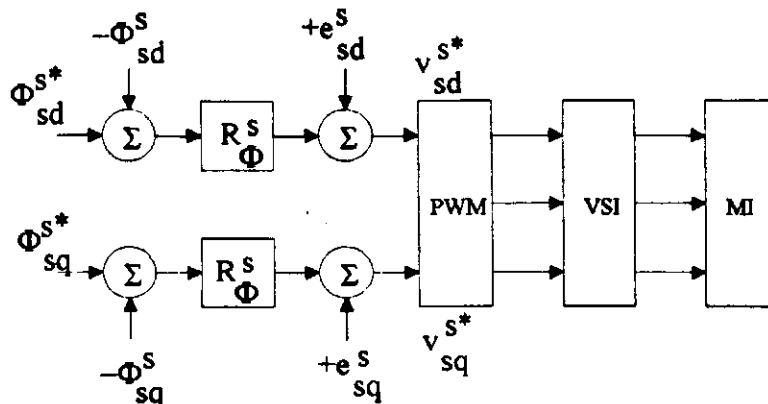 −Φ^s_sd
+e^s_sd
v^s*_sd
Φ^s*_sd
Σ
R^s_Φ
Σ
PWM
VSI
MI
Φ^s*_sq
Σ
R^s_Φ
Σ
−Φ^s_sq
+e^s_sq
v^s*_sq